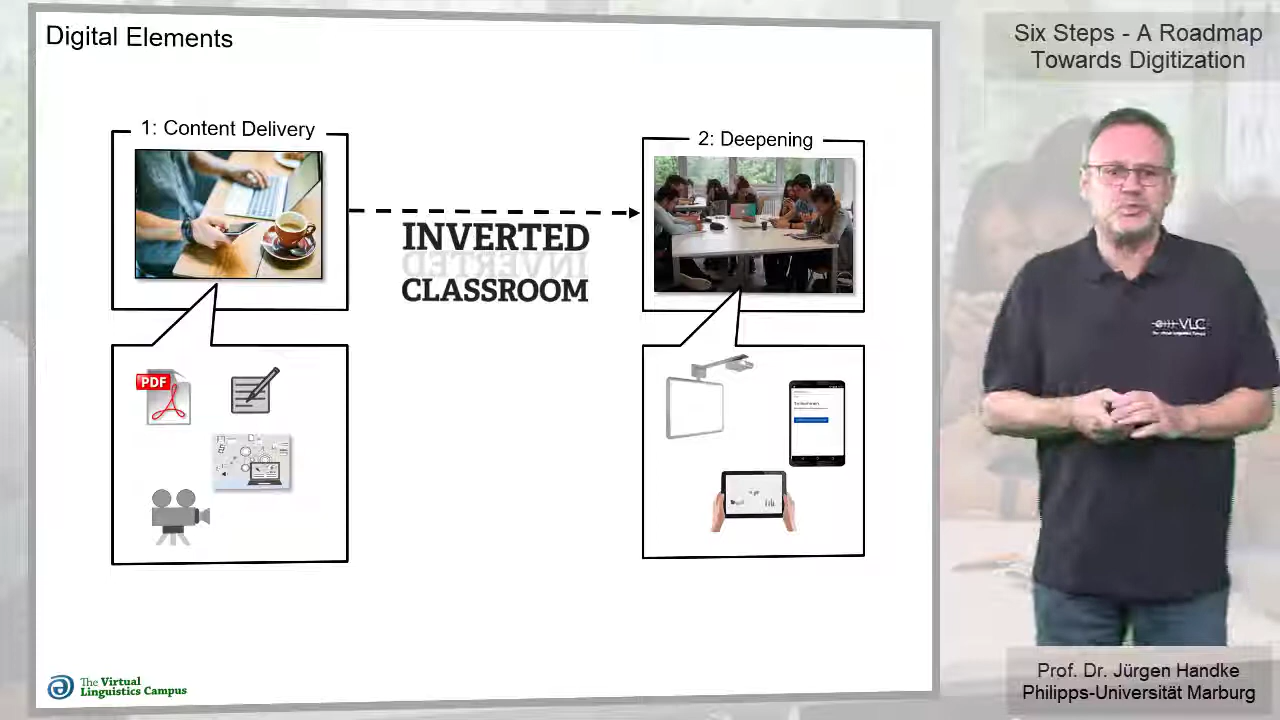 Digital Elements
Six Steps - A Roadmap
Towards Digitization
1: Content Delivery
2: Deepening
INVERTED
CLASSROOM
PDF
VLC
The Virtual
Linguistics Campus
Prof. Dr. Jürgen Handke
Philipps-Universität Marburg